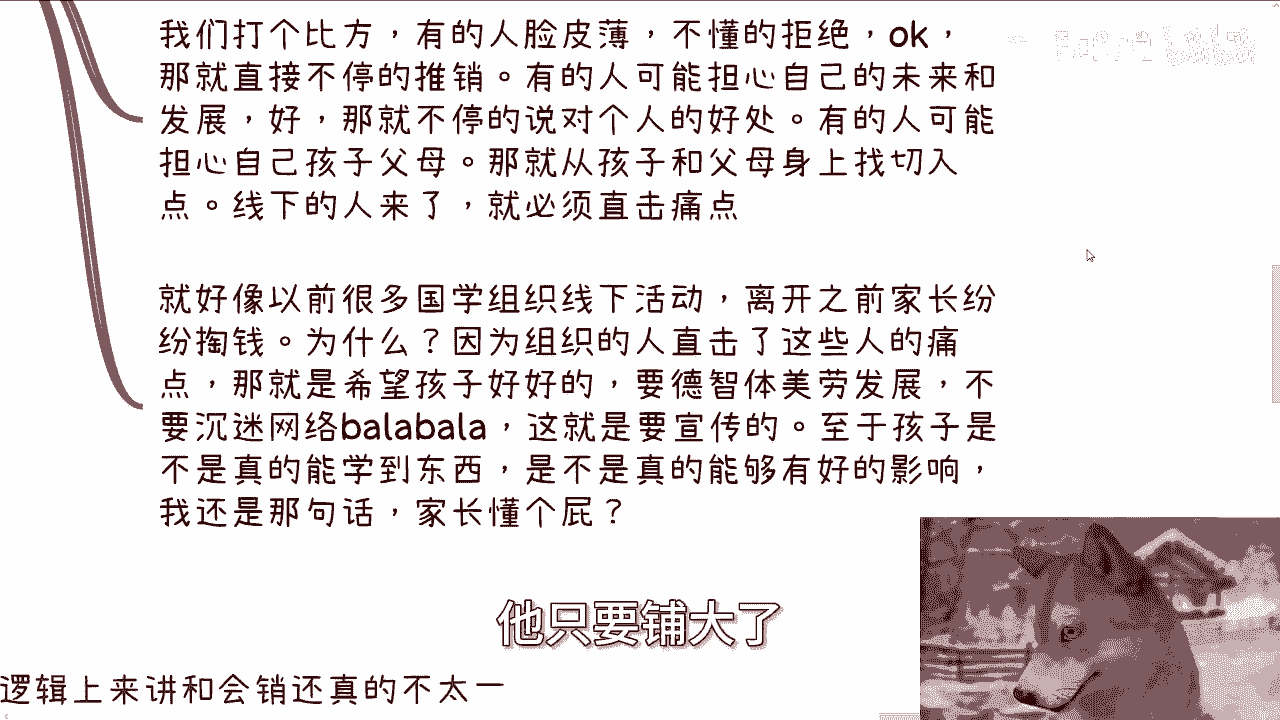 我们打个比方，有的人脸皮薄，不懂的拒绝，ok，
那就直接不停的推销。有的人可能担心自己的未来和
发展，好，那就不停的说对个人的好处。有的人可能
担心自己孩子父母。那就从孩子和父母身上找切入
点。线下的人来了，就必须直击痛点
就好像以前很多国学组织线下活动，离开之前家长纷
纷掏钱。为什么？因为组织的人直击了这些人的痛
点，那就是希望孩子好好的，要德智体美劳发展，不
要沉迷网络balabala，这就是要宣传的。至于孩子是
不是真的能学到东西，是不是真的能够有好的影响，
我还是那句话，家长懂个屁？
他只要铺大了
逻辑上来讲和会销还真的不太一